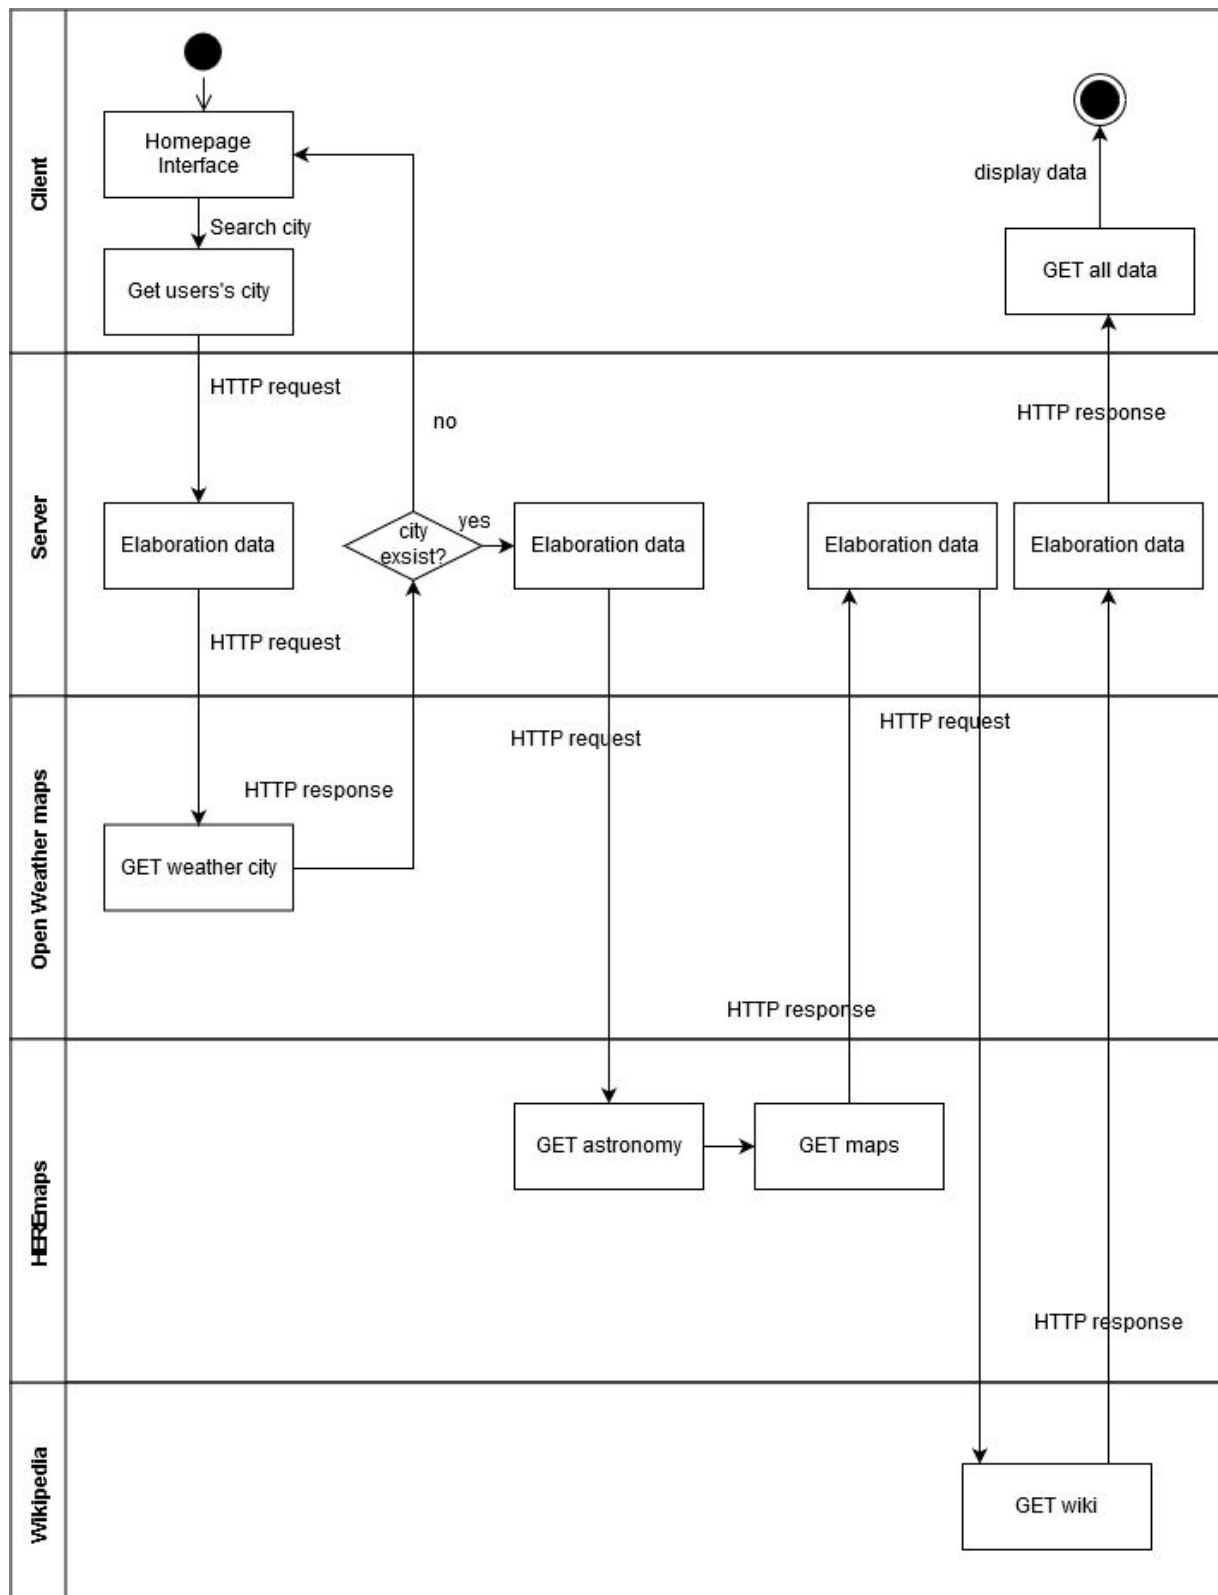 Client
Homepage
Interface
Search city
Get users's city
display data
GET all data
Server
HTTP request
no
HTTP response
Elaboration data
city
exsist?
yes
Elaboration data
Elaboration data
Elaboration data
HTTP request
Open Weather maps
HTTP request
HTTP request
HTTP response
GET weather city
HTTP response
HEREmaps
GET astronomy
GET maps
HTTP response
Wikipedia
GET wiki